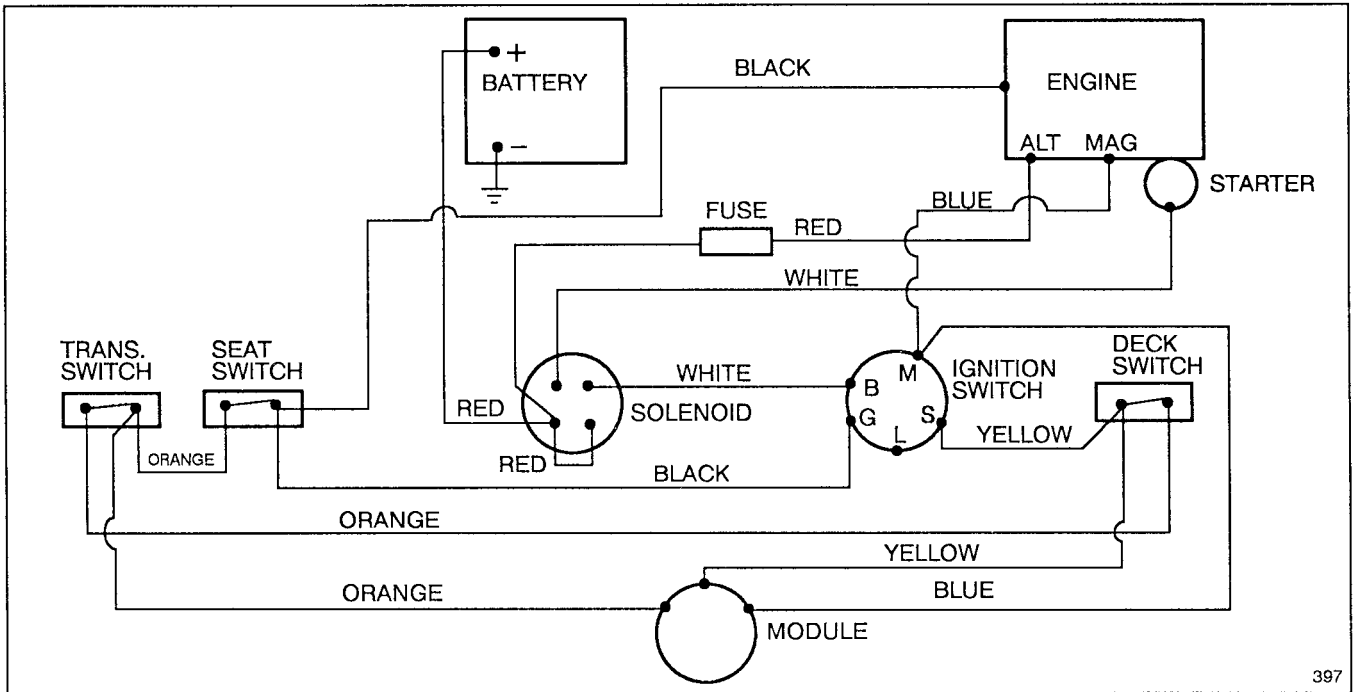 +
BATTERY
−
BLACK
ENGINE
ALT MAG
STARTER
BLUE
FUSE
RED
WHITE
TRANS.
SWITCH
SEAT
SWITCH
DECK
SWITCH
IGNITION
SWITCH
WHITE
B
M
G
S
L
SOLENOID
RED
YELLOW
ORANGE
RED
BLACK
ORANGE
YELLOW
ORANGE
BLUE
MODULE
397